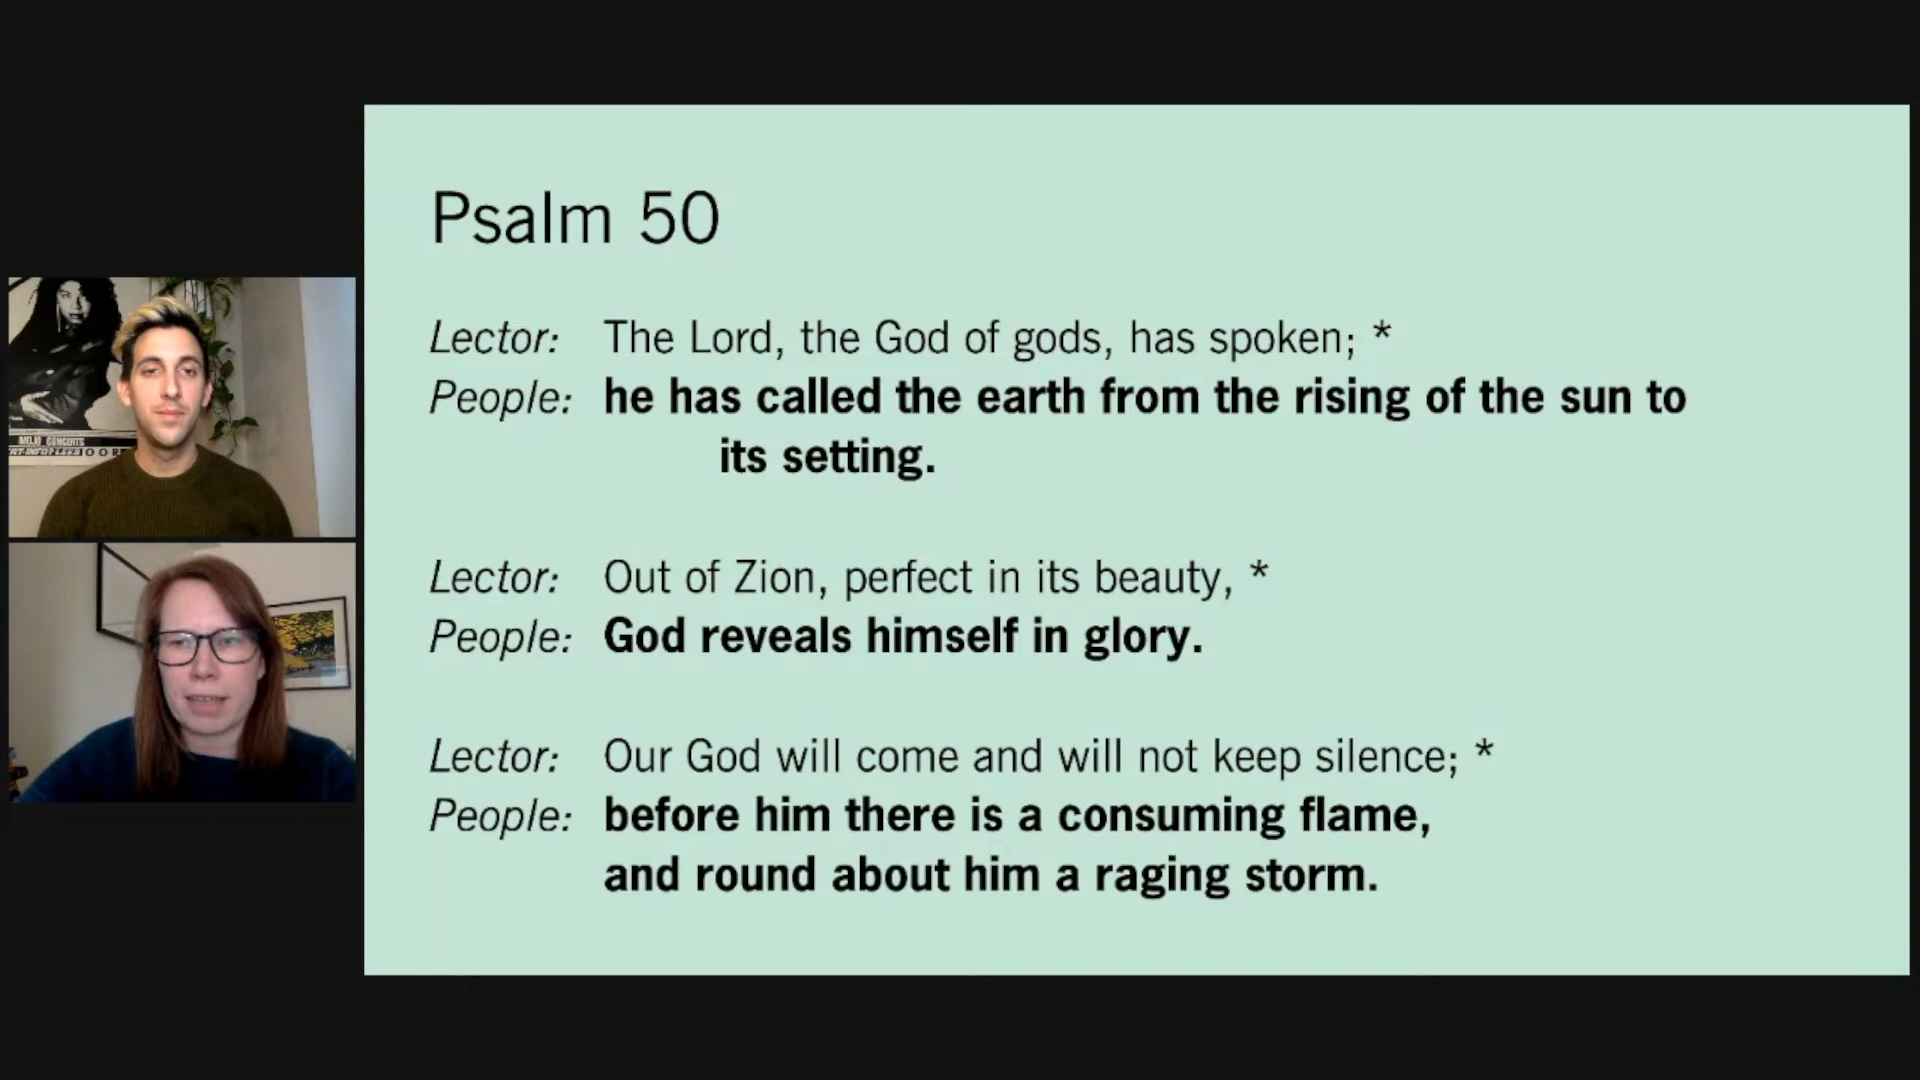 Psalm 50
Lector: The Lord, the God of gods, has spoken; *
People: he has called the earth from the rising of the sun to
its setting.
Lector: Out of Zion, perfect in its beauty, *
People: God reveals himself in glory.
Lector: Our God will come and will not keep silence; *
People: before him there is a consuming flame,
and round about him a raging storm.
MOJO CONCERTS